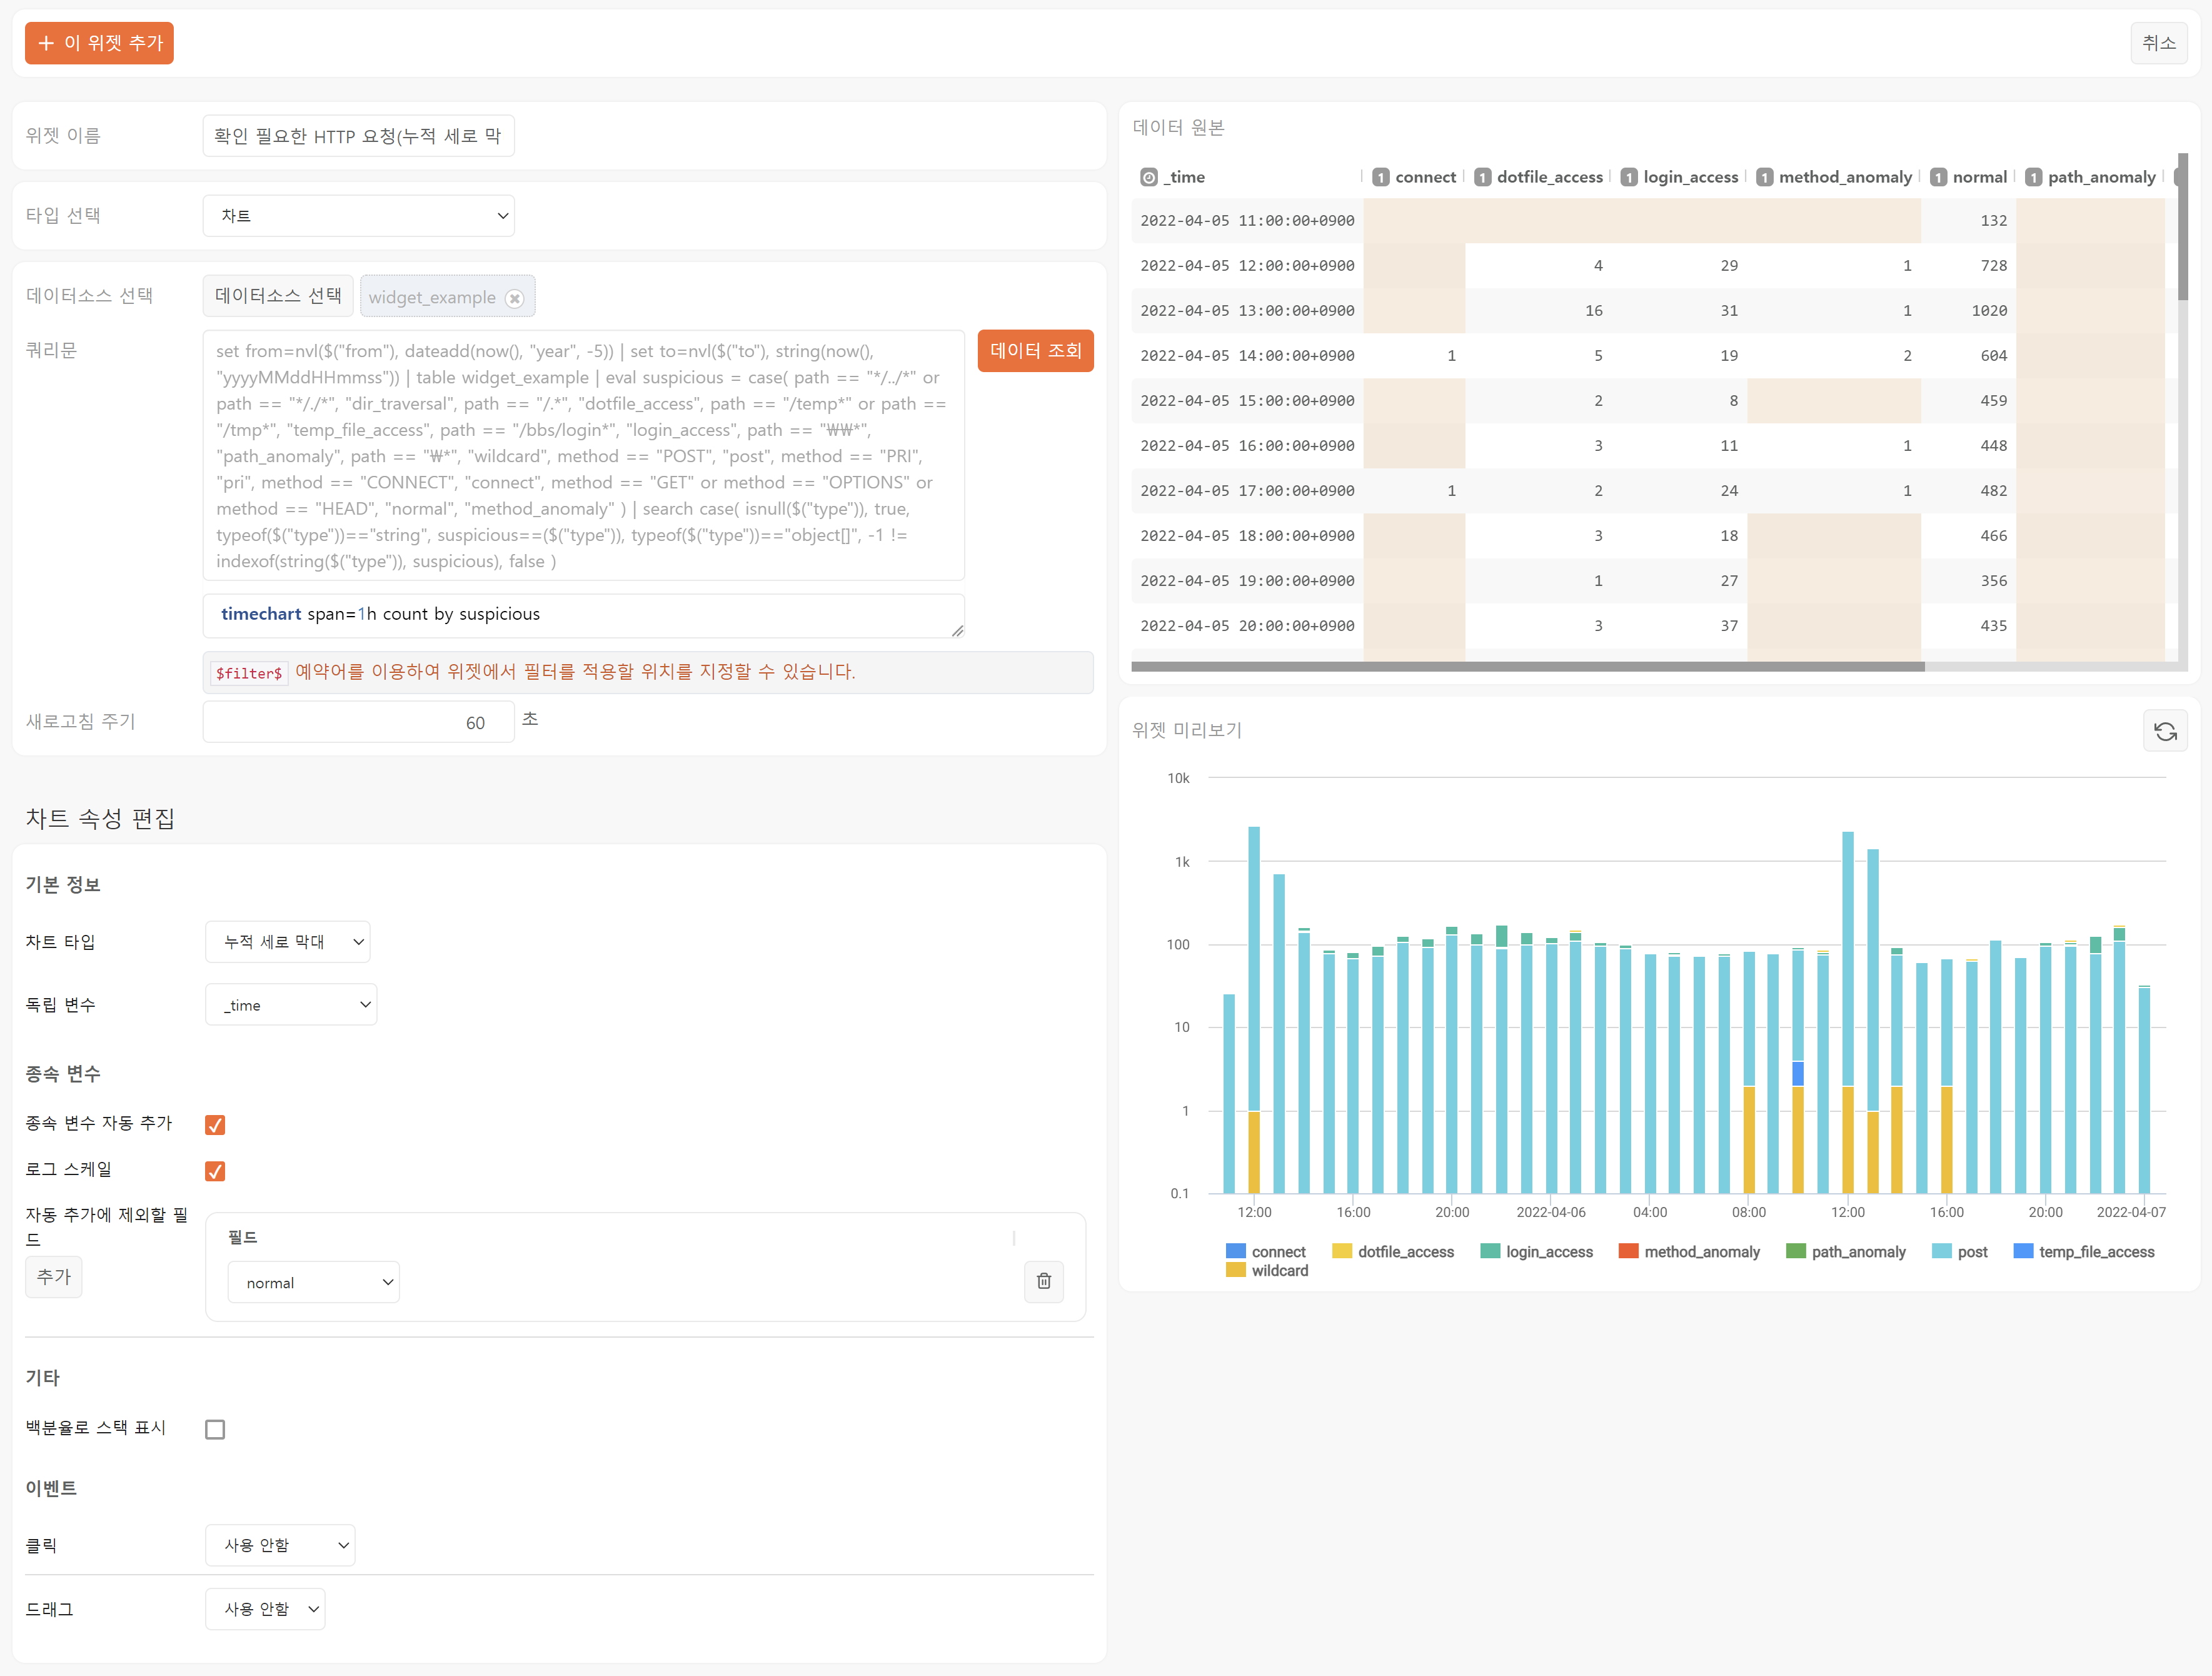 + 이 위젯 추가
취소
위젯 이름
확인 필요한 HTTP 요청(누적 세로 막
타입 선택
차트
데이터소스 선택
데이터소스 선택
widget_example
쿼리문
set from=nvl($("from"), dateadd(now(), "year", -5)) | set to=nvl($("to"), string(now(),
"yyyyMMddHHmmss")) | table widget_example | eval suspicious = case( path == "*/../*" or
path == "*/./*", "dir_traversal", path == "/.*", "dotfile_access", path == "/temp*" or path ==
"/tmp*", "temp_file_access", path == "/bbs/login*", "login_access", path == "₩₩*",
"path_anomaly", path == "₩*", "wildcard", method == "POST", "post", method == "PRI",
"pri", method == "CONNECT", "connect", method == "GET" or method == "OPTIONS" or
method == "HEAD", "normal", "method_anomaly" ) | search case( isnull($("type")), true,
typeof($("type"))=="string", suspicious==($("type")), typeof($("type"))=="object[]", -1 !=
indexof(string($("type")), suspicious), false )
데이터 조회
timechart span=1h count by suspicious
$filter$ 예약어를 이용하여 위젯에서 필터를 적용할 위치를 지정할 수 있습니다.
새로고침 주기
60 초
차트 속성 편집
기본 정보
차트 타입
누적 세로 막대
독립 변수
_time
종속 변수
종속 변수 자동 추가
로그 스케일
자동 추가에 제외할 필
드
추가
필드
normal
기타
백분율로 스택 표시
이벤트
클릭
사용 안함
드래그
사용 안함
데이터 원본
_time 1 connect 1 dotfile_access 1 login_access 1 method_anomaly 1 normal 1 path_anomaly
2022-04-05 11:00:00+0900 132
2022-04-05 12:00:00+0900 4 29 1 728
2022-04-05 13:00:00+0900 16 31 1 1020
2022-04-05 14:00:00+0900 1 5 19 2 604
2022-04-05 15:00:00+0900 2 8 459
2022-04-05 16:00:00+0900 3 11 1 448
2022-04-05 17:00:00+0900 1 2 24 1 482
2022-04-05 18:00:00+0900 3 18 466
2022-04-05 19:00:00+0900 1 27 356
2022-04-05 20:00:00+0900 3 37 435
위젯 미리보기
10k
1k
100
10
1
0.1
12:00 16:00 20:00 2022-04-06 04:00 08:00 12:00 16:00 20:00 2022-04-07
connect dotfile_access login_access method_anomaly path_anomaly post temp_file_access
wildcard